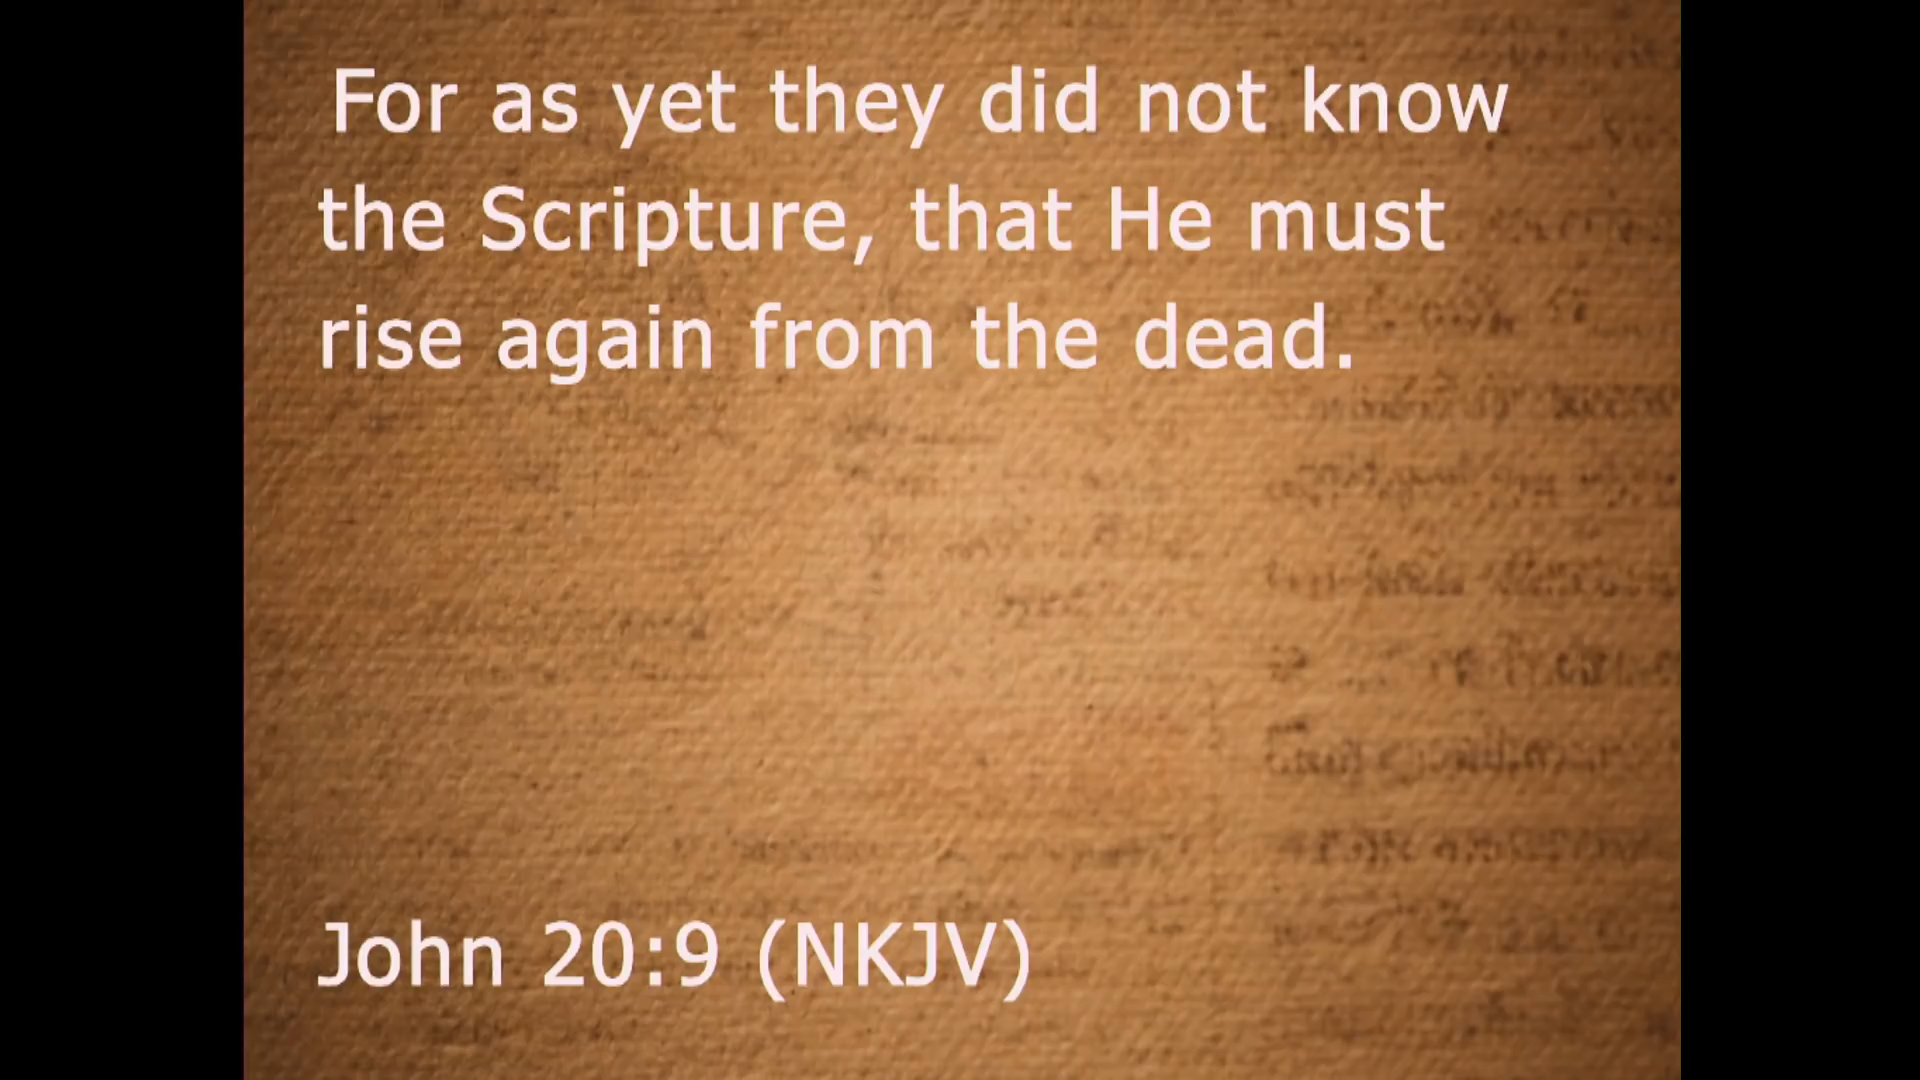 For as yet they did not know
the Scripture, that He must
rise again from the dead.
John 20:9 (NKJV)